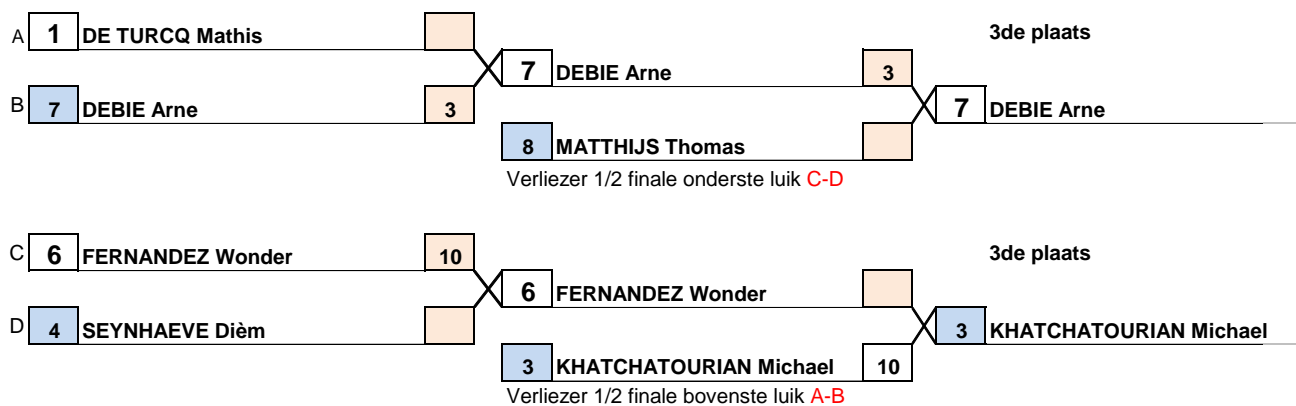 A 1 DE TURCQ Mathis
3de plaats
7 DEBIE Arne 3
B 7 DEBIE Arne 3
7 DEBIE Arne
8 MATTHIJS Thomas
Verliezer 1/2 finale onderste luik C-D
C 6 FERNANDEZ Wonder 10
3de plaats
6 FERNANDEZ Wonder
D 4 SEYNHAEVE Dièm
3 KHATCHATOURIAN Michael
3 KHATCHATOURIAN Michael 10
Verliezer 1/2 finale bovenste luik A-B